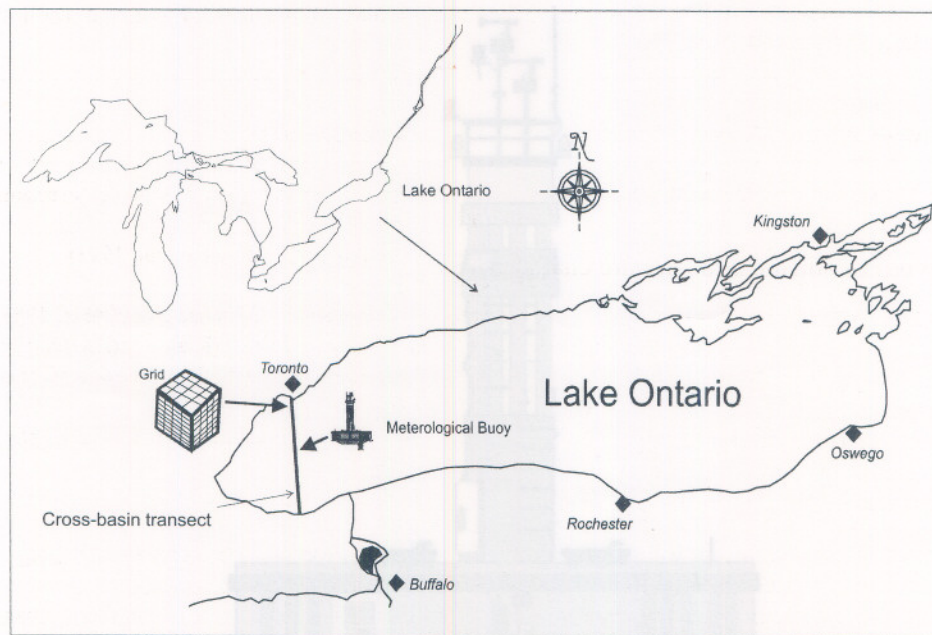 N
Lake Ontario
Kingston
Grid
Toronto
Lake Ontario
Meterological Buoy
Oswego
Cross-basin transect
Rochester
Buffalo